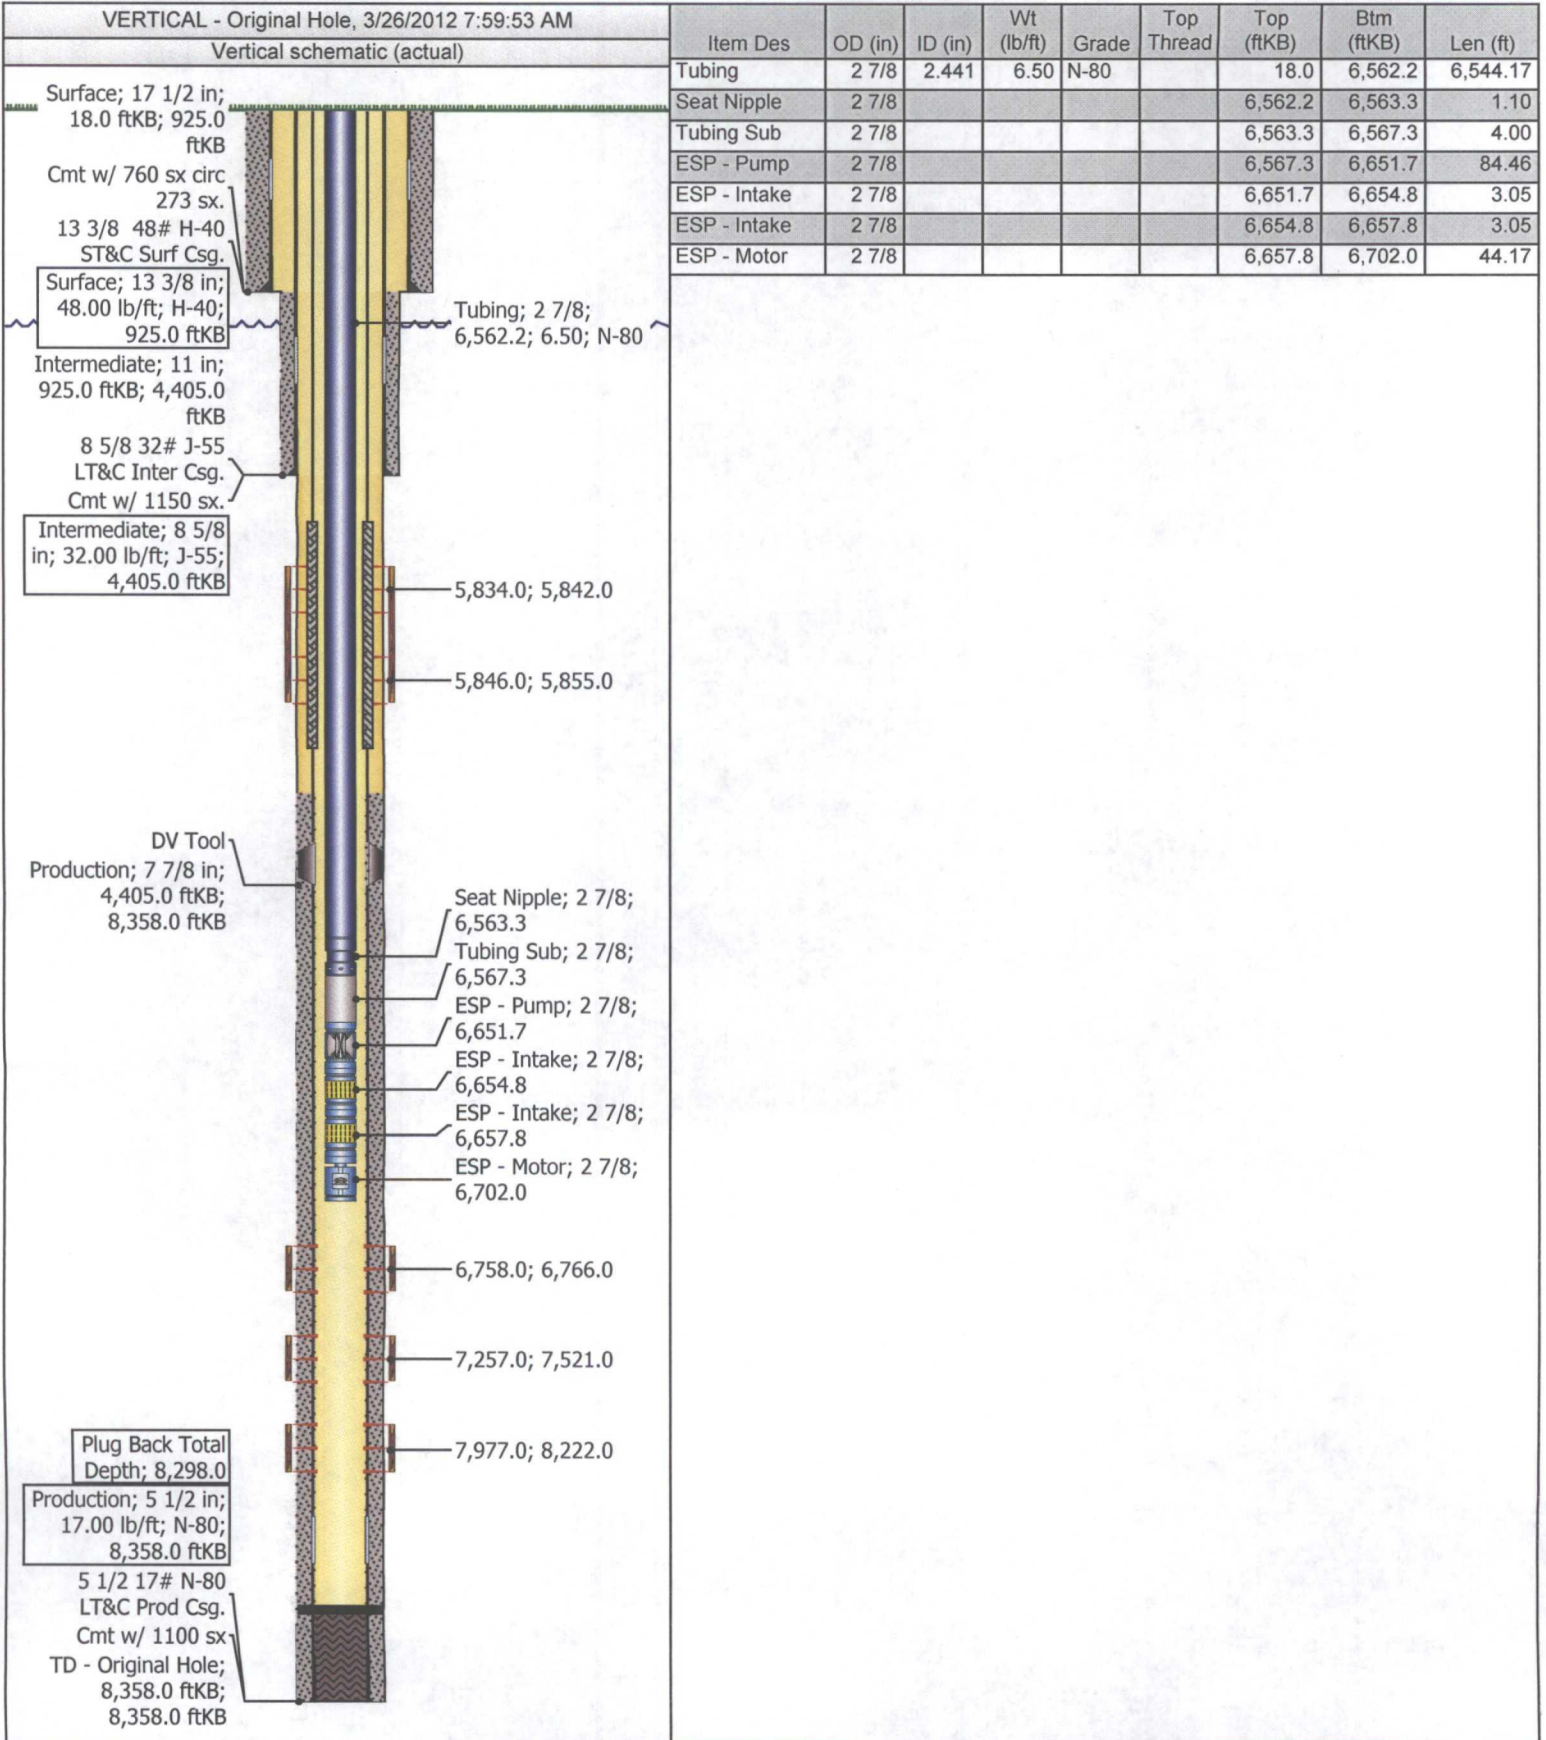 VERTICAL - Original Hole, 3/26/2012 7:59:53 AM
Vertical schematic (actual)
Surface; 17 1/2 in;
18.0 ftKB; 925.0
ftKB
Cmt w/ 760 sx circ
273 sx.
13 3/8 48# H-40
ST&C Surf Csg.
Surface; 13 3/8 in;
48.00 lb/ft; H-40;
925.0 ftKB
Intermediate; 11 in;
925.0 ftKB; 4,405.0
ftKB
8 5/8 32# J-55
LT&C Inter Csg.
Cmt w/ 1150 sx.
Intermediate; 8 5/8
in; 32.00 lb/ft; J-55;
4,405.0 ftKB
DV Tool
Production; 7 7/8 in;
4,405.0 ftKB;
8,358.0 ftKB
Plug Back Total
Depth; 8,298.0
Production; 5 1/2 in;
17.00 lb/ft; N-80;
8,358.0 ftKB
5 1/2 17# N-80
LT&C Prod Csg.
Cmt w/ 1100 sx
TD - Original Hole;
8,358.0 ftKB;
8,358.0 ftKB
Tubing; 2 7/8;
6,562.2; 6.50; N-80
5,834.0; 5,842.0
5,846.0; 5,855.0
Seat Nipple; 2 7/8;
6,563.3
Tubing Sub; 2 7/8;
6,567.3
ESP - Pump; 2 7/8;
6,651.7
ESP - Intake; 2 7/8;
6,654.8
ESP - Intake; 2 7/8;
6,657.8
ESP - Motor; 2 7/8;
6,702.0
6,758.0; 6,766.0
7,257.0; 7,521.0
7,977.0; 8,222.0
Item Des OD (in) ID (in) Wt (lb/ft) Grade Top Thread Top (ftKB) Btm (ftKB) Len (ft)
Tubing 2 7/8 2.441 6.50 N-80 18.0 6,562.2 6,544.17
Seat Nipple 2 7/8 6,562.2 6,563.3 1.10
Tubing Sub 2 7/8 6,563.3 6,567.3 4.00
ESP - Pump 2 7/8 6,567.3 6,651.7 84.46
ESP - Intake 2 7/8 6,651.7 6,654.8 3.05
ESP - Intake 2 7/8 6,654.8 6,657.8 3.05
ESP - Motor 2 7/8 6,657.8 6,702.0 44.17